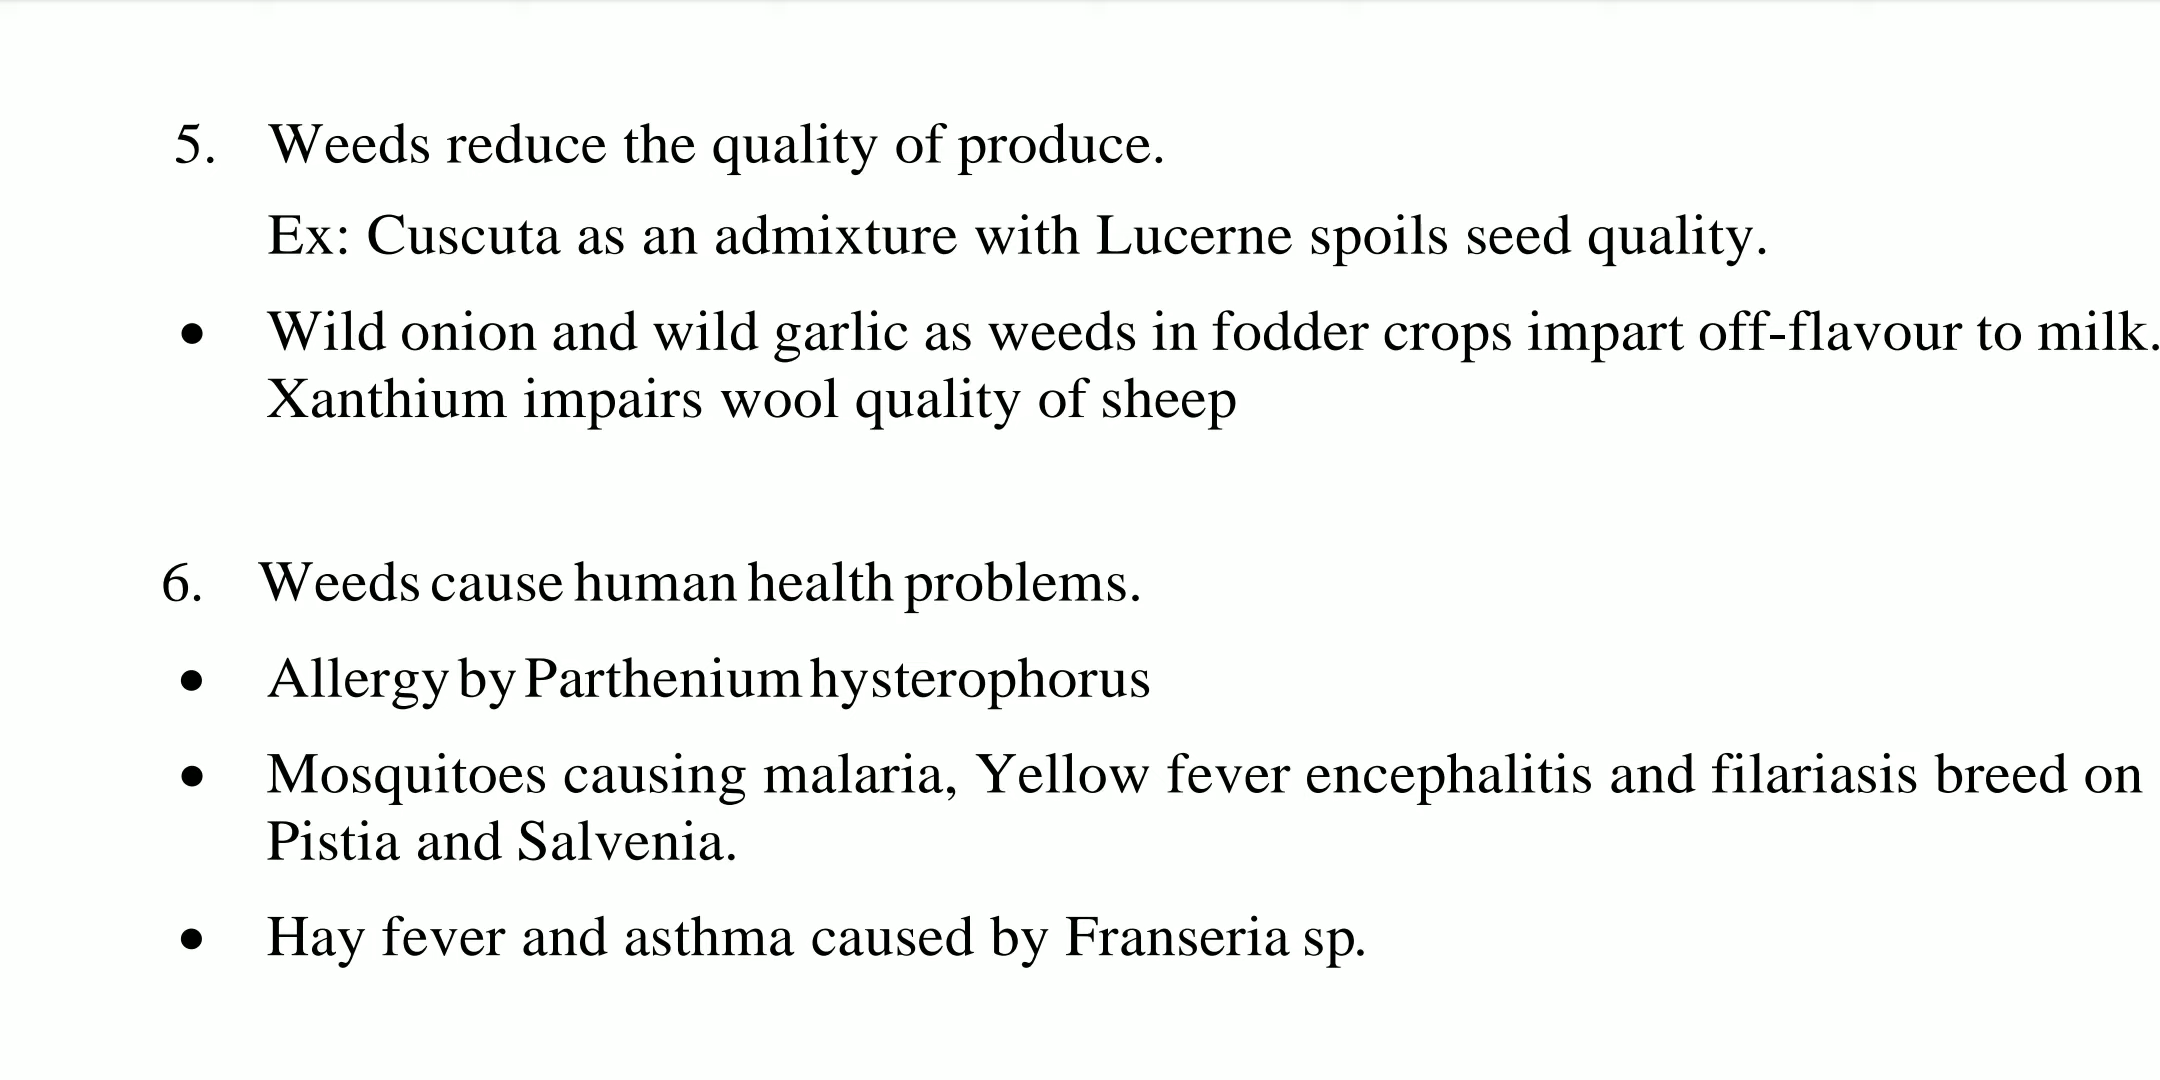 5. Weeds reduce the quality of produce.
Ex: Cuscuta as an admixture with Lucerne spoils seed quality.
• Wild onion and wild garlic as weeds in fodder crops impart off-flavour to milk.
Xanthium impairs wool quality of sheep
6. Weeds cause human health problems.
• Allergy by Parthenium hysterophorus
• Mosquitoes causing malaria, Yellow fever encephalitis and filariasis breed on
Pistia and Salvenia.
• Hay fever and asthma caused by Franseria sp.